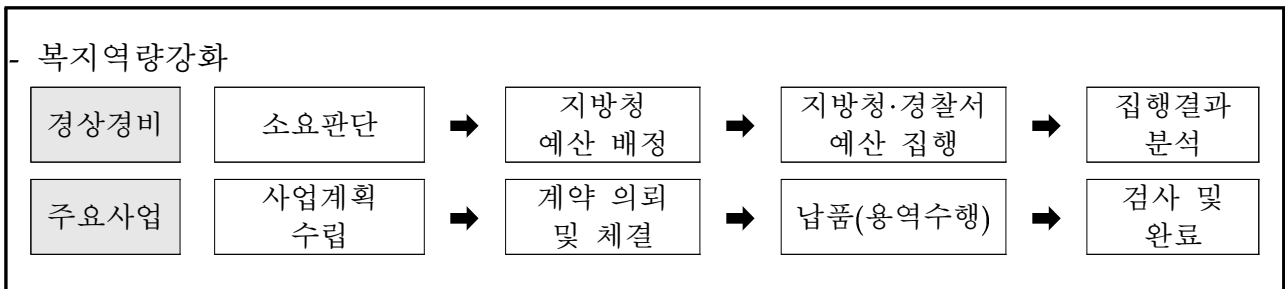 - 복지역량강화
경상경비
소요판단
➡
지방청
예산 배정
➡
지방청·경찰서
예산 집행
➡
집행결과
분석
주요사업
사업계획
수립
➡
계약 의뢰
및 체결
➡
납품(용역수행)
➡
검사 및
완료